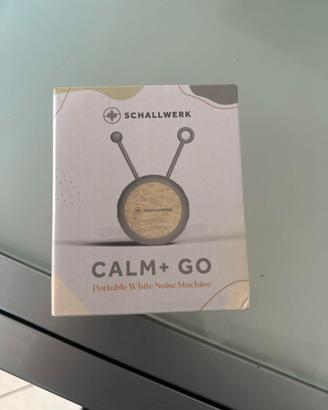 SCHALLWERK
SCHALLWERK
CALM+ GO
Portable White Noise Machine